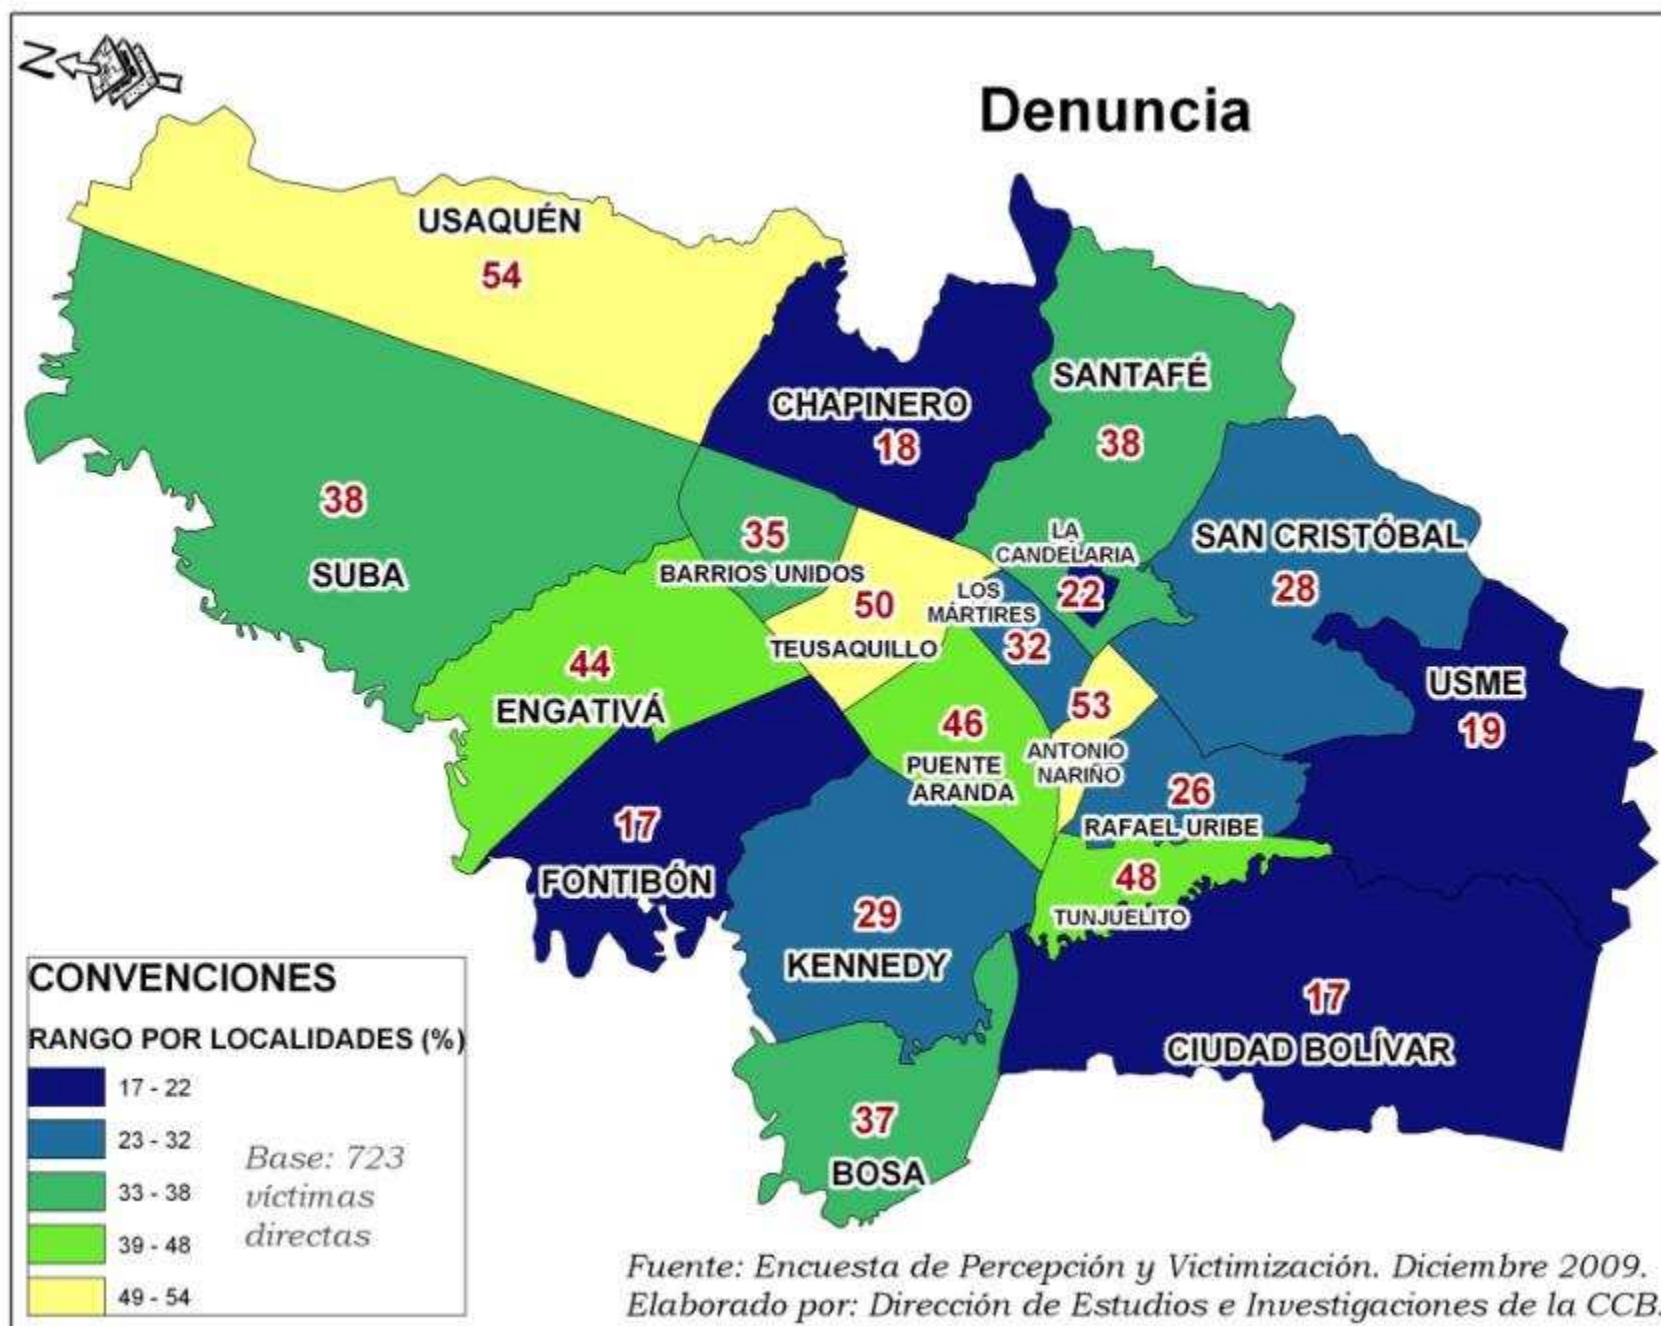 N
Denuncia
USAQUÉN
54
CHAPINERO
18
SANTAFÉ
38
38
SUBA
35
BARRIOS UNIDOS
LA
CANDELARIA
22
SAN CRISTÓBAL
28
50
TEUSAQUILLO
LOS
MÁRTIRES
32
44
ENGATIVÁ
USME
19
46
PUENTE
ARANDA
53
ANTONIO
NARIÑO
26
RAFAEL URIBE
17
FONTIBÓN
48
TUNJUELITO
29
KENNEDY
17
CIUDAD BOLÍVAR
37
BOSA
CONVENCIONES
RANGO POR LOCALIDADES (%)
17 - 22
23 - 32
33 - 38
39 - 48
49 - 54
Base: 723
víctimas
directas
Fuente: Encuesta de Percepción y Victimización. Diciembre 2009.
Elaborado por: Dirección de Estudios e Investigaciones de la CCB.